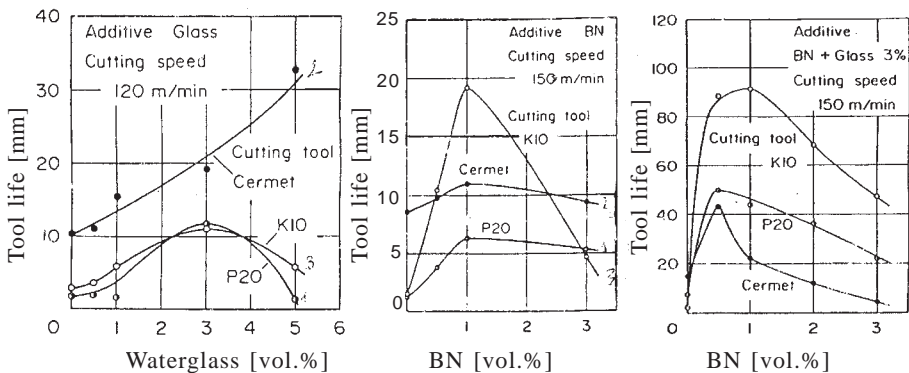 Tool life [mm]
40
30
20
10
0
Additive Glass
Cutting speed
120 m/min
Cutting tool
Cermet
K10
P20
3
0 1 2 3 4 5 6
Waterglass [vol.%]
Tool life [mm]
25
20
15
10
5
0
Additive BN
Cutting speed
150 m/min
Cutting tool
K10
Cermet
P20
0 1 2 3
BN [vol.%]
Tool life [mm]
120
100
80
60
40
20
Additive
BN + Glass 3%
Cutting speed
150 m/min
Cutting tool
K10
P20
Cermet
0 1 2 3
BN [vol.%]